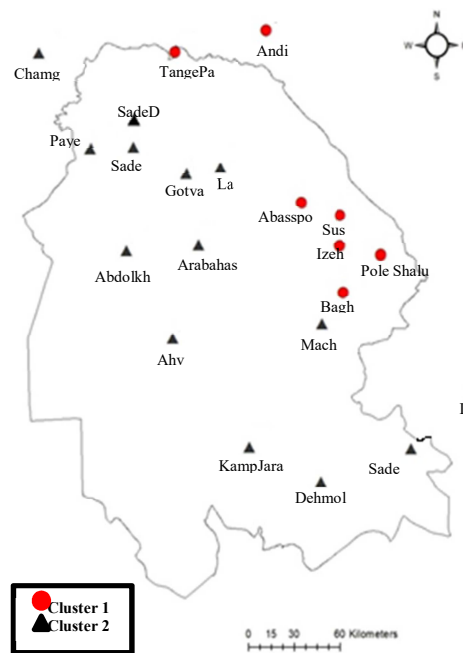 Andi
N
W
E
S
Chamg
TangePa
SadeD
Paye
Sade
Gotva
La
Abasspo
Sus
Izeh
Pole Shalu
Arabahas
Abdolkh
Bagh
Mach
Ahv
KampJara
Sade
Dehmol
Cluster 1
Cluster 2
0 15 30 60 Kilometers